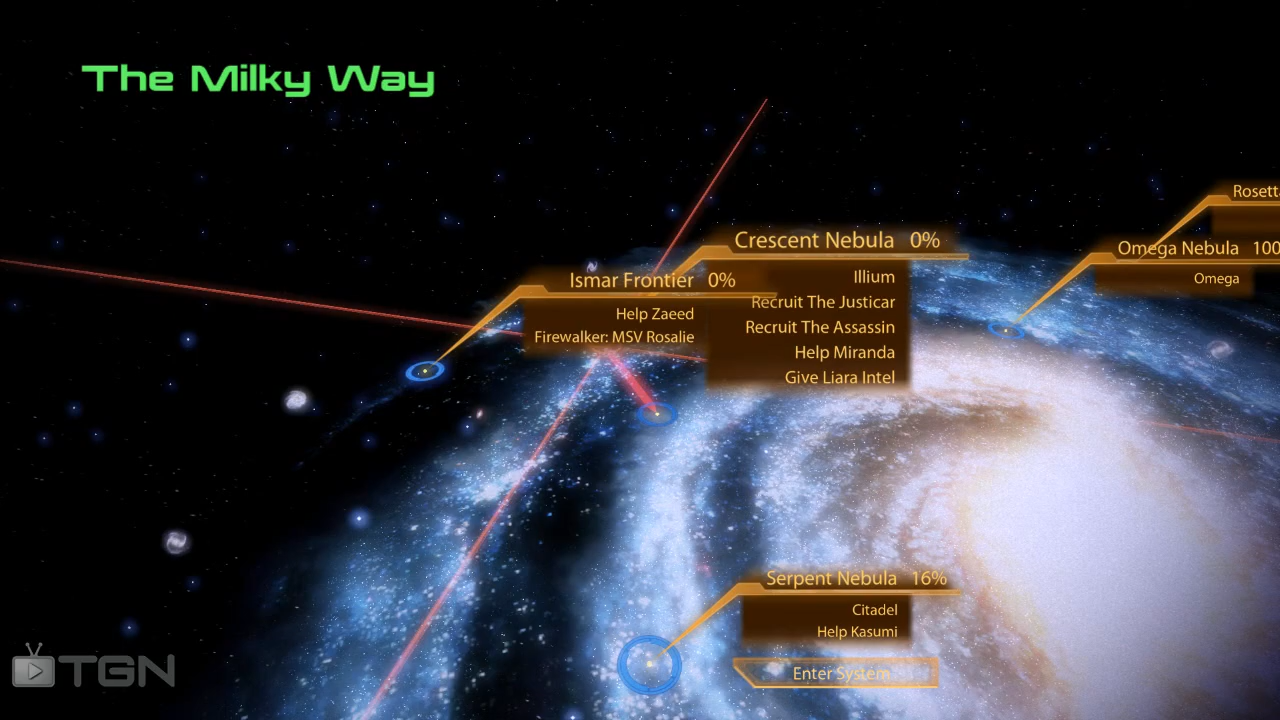 The Milky Way
Omega Nebula 100
Omega
Crescent Nebula 0%
Illium
Recruit The Justicar
Recruit The Assassin
Help Miranda
Give Liara Intel
Ismar Frontier 0%
Help Zaeed
Firewalker: MSV Rosalie
Serpent Nebula 16%
Citadel
Help Kasumi
Enter System
TGN